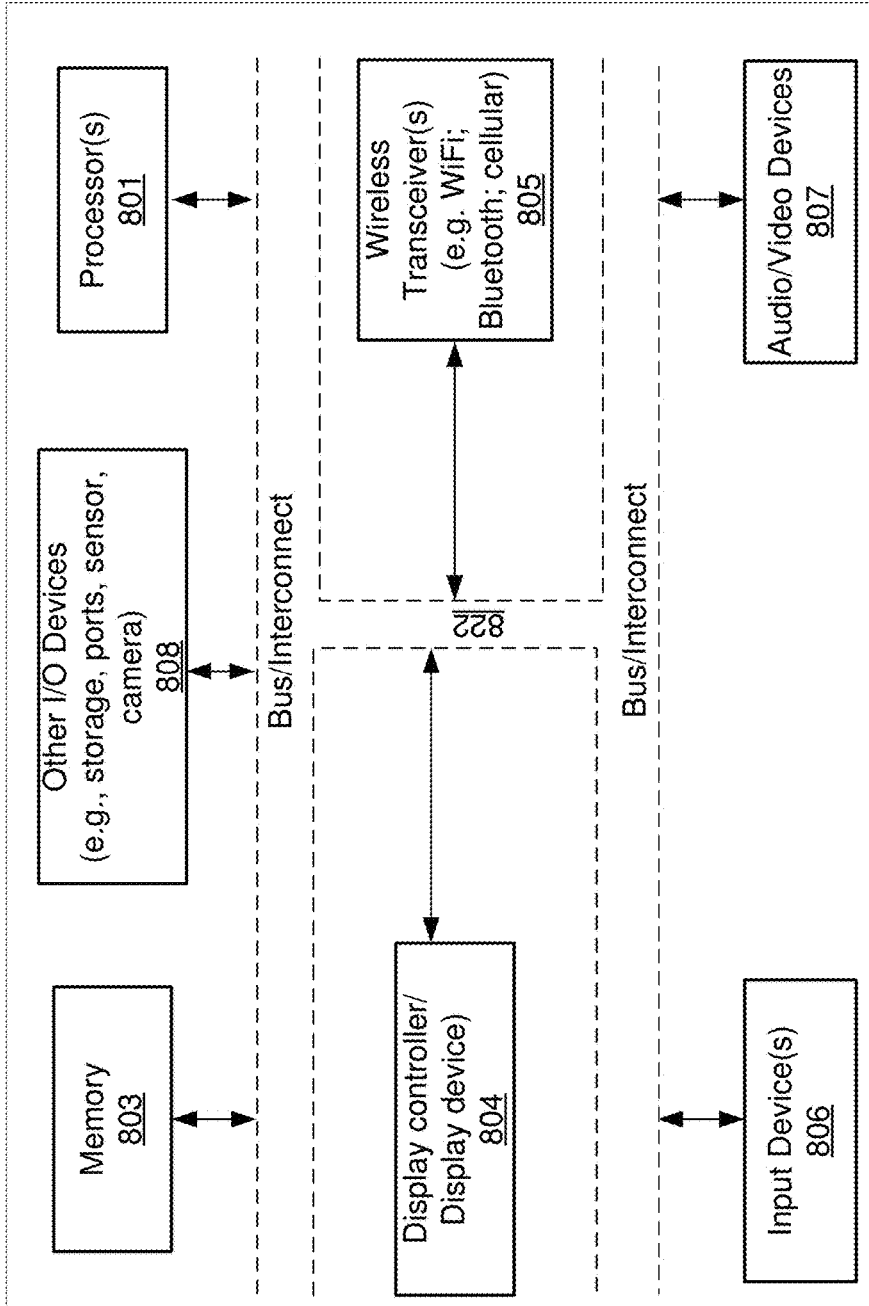 Memory
803
Other I/O Devices
(e.g., storage, ports, sensor,
camera)
808
Processor(s)
801
Bus/Interconnect
Display controller/
Display device)
804
822
Wireless
Transceiver(s)
(e.g. WiFi;
Bluetooth; cellular)
805
Bus/Interconnect
Input Device(s)
806
Audio/Video Devices
807